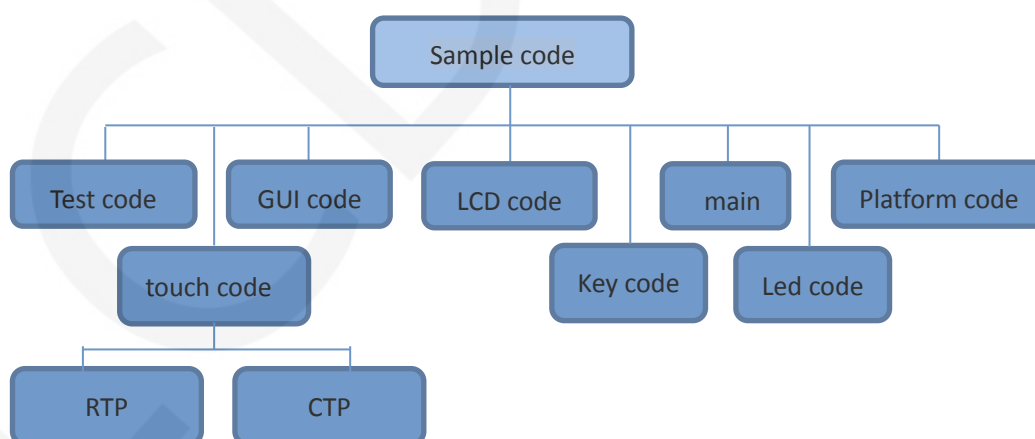 Sample code
Test code
GUI code
LCD code
main
Platform code
touch code
Key code
Led code
RTP
CTP